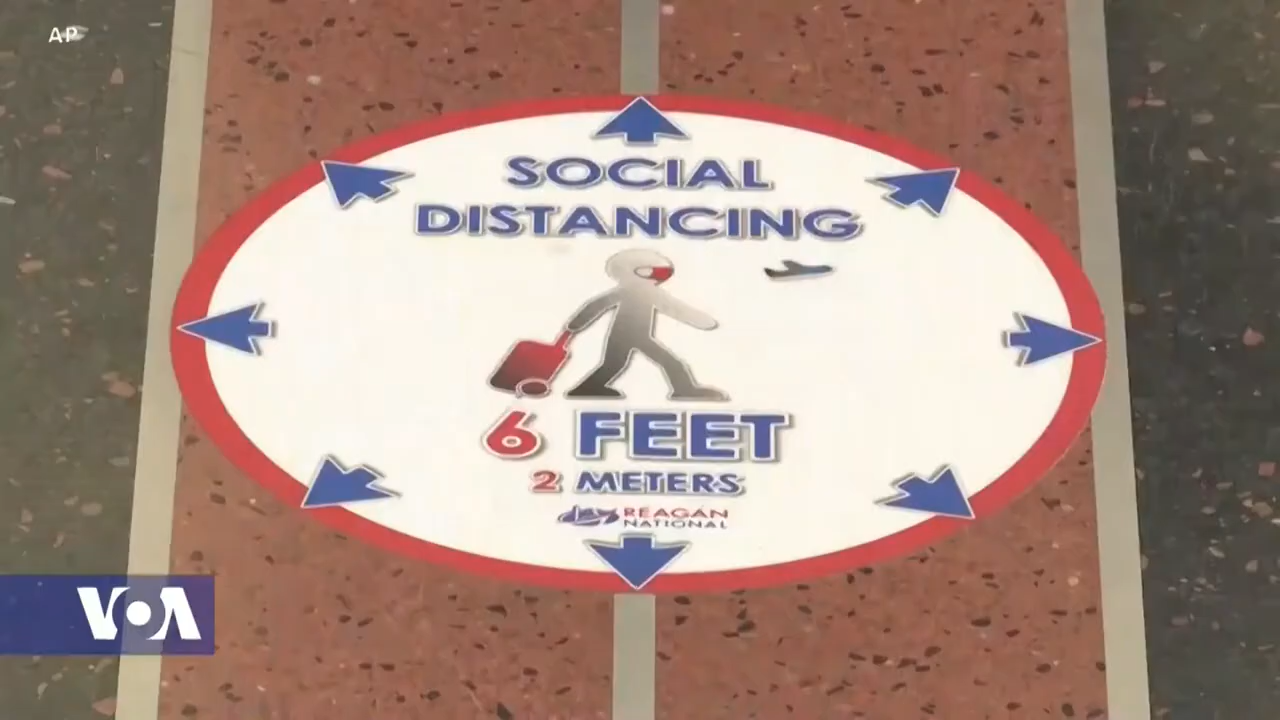 AP
SOCIAL
DISTANCING
6 FEET
2 METERS
REAGAN
NATIONAL
VOA